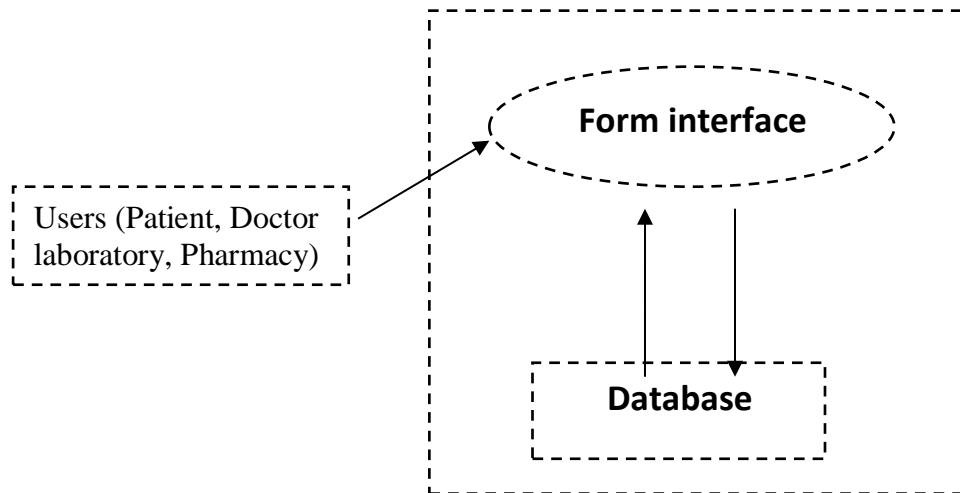 Form interface
Users (Patient, Doctor
laboratory, Pharmacy)
Database